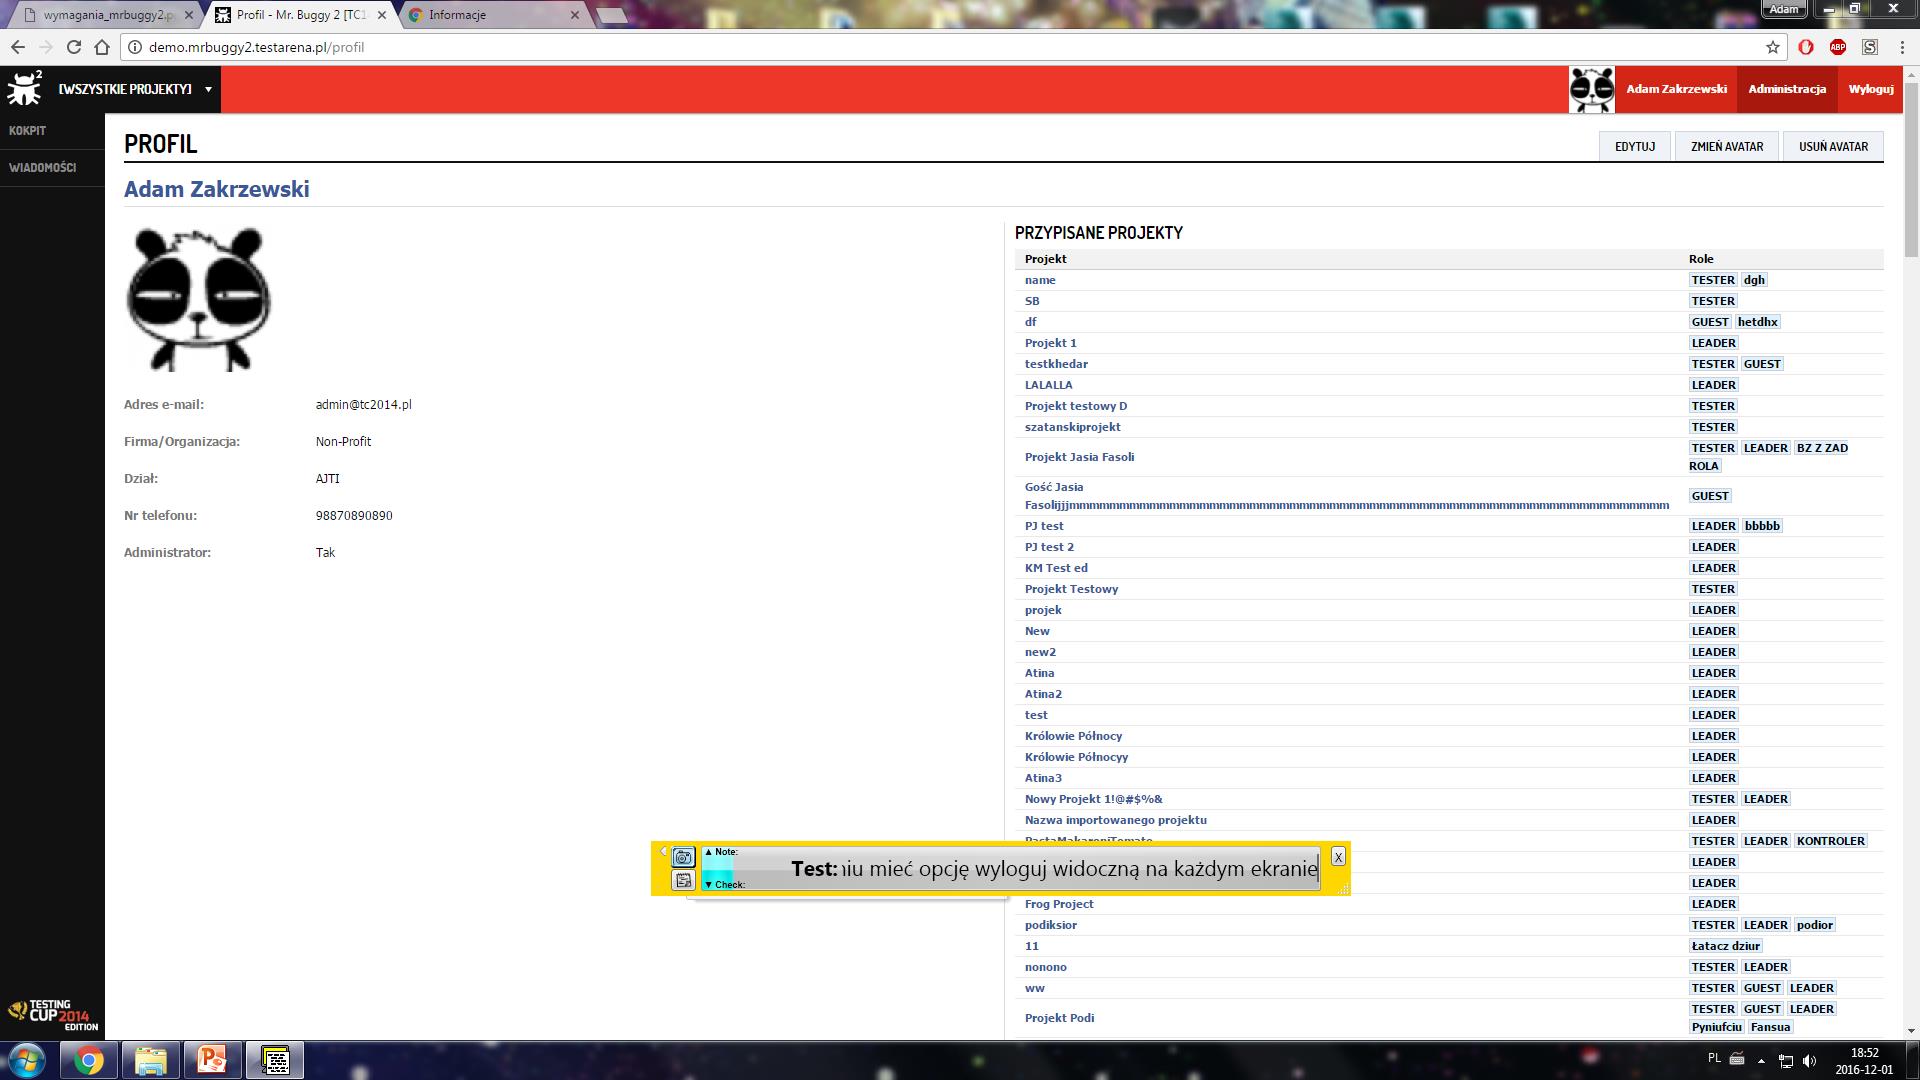 wymagania_mrbuggy2.p
Profil - Mr. Buggy 2 [TC1
Informacje
Adam
demo.mrbuggy2.testarena.pl/profil
ABP
S
2
[WSZYSTKIE PROJEKTY]
Adam Zakrzewski
Administracja
Wyloguj
KOKPIT
WIADOMOŚCI
PROFIL
EDYTUJ
ZMIEŃ AVATAR
USUŃ AVATAR
Adam Zakrzewski
Adres e-mail: admin@tc2014.pl
Firma/Organizacja: Non-Profit
Dział: AJTI
Nr telefonu: 98870890890
Administrator: Tak
PRZYPISANE PROJEKTY
Projekt Role
name TESTER dgh
SB TESTER
df GUEST hetdhx
Projekt 1 LEADER
testkhedar TESTER GUEST
LALALLA LEADER
Projekt testowy D TESTER
szatanskiprojekt TESTER
Projekt Jasia Fasoli TESTER LEADER BZ Z ZAD
ROLA
Gość Jasia
GUEST
PJ test LEADER bbbbb
PJ test 2 LEADER
KM Test ed LEADER
Projekt Testowy TESTER
projek LEADER
New LEADER
new2 LEADER
Atina LEADER
Atina2 LEADER
test LEADER
Królowie Północy LEADER
Królowie Północyy LEADER
Atina3 LEADER
Nowy Projekt 1!@#$%& TESTER LEADER
Nazwa importowanego projektu LEADER
PastaMakaroniTomato TESTER LEADER KONTROLER
LEADER
LEADER
Frog Project LEADER
podiksior TESTER LEADER podior
11 Łatacz dziur
nonono TESTER LEADER
ww TESTER GUEST LEADER
Projekt Podi TESTER GUEST LEADER
Pyniufciu Fansua
▲ Note:
Test: niu mieć opcję wyloguj widoczną na każdym ekranie
▼ Check:
X
TESTING
CUP 2014
EDITION
PL
18:52
2016-12-01